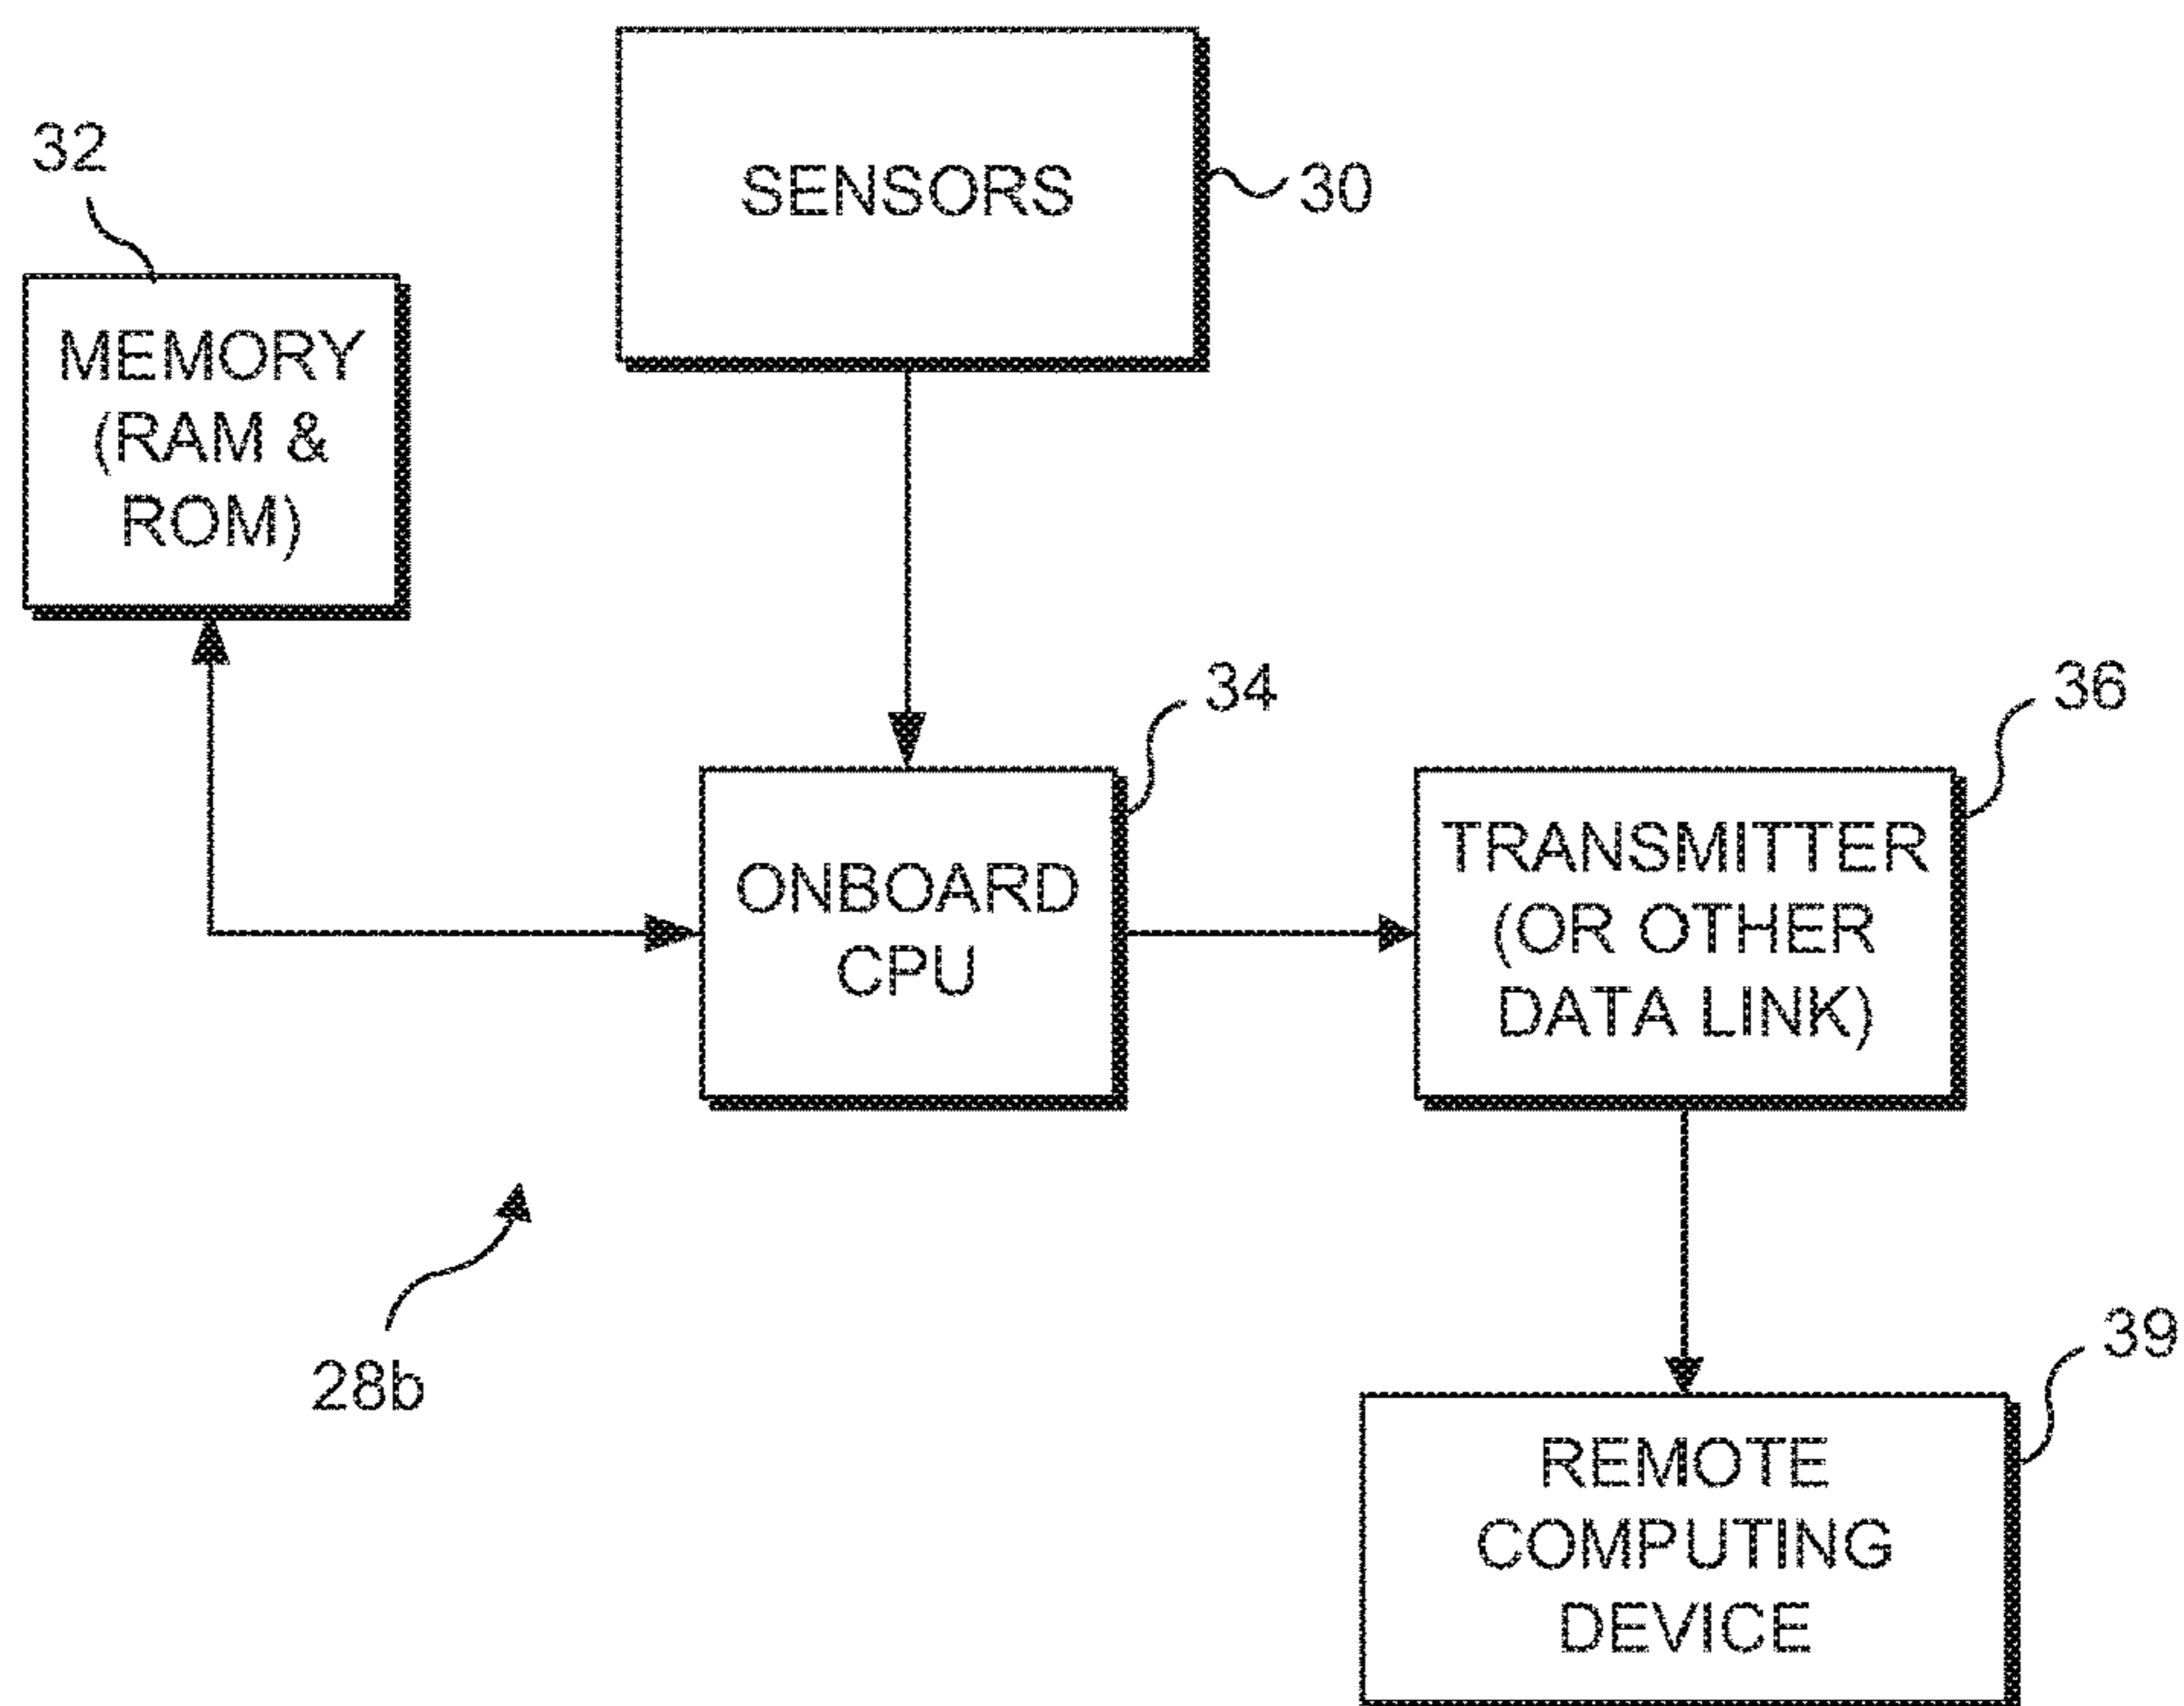 SENSORS
30
32
MEMORY
(RAM &
ROM)
34
ONBOARD
CPU
36
TRANSMITTER
(OR OTHER
DATA LINK)
28b
39
REMOTE
COMPUTING
DEVICE